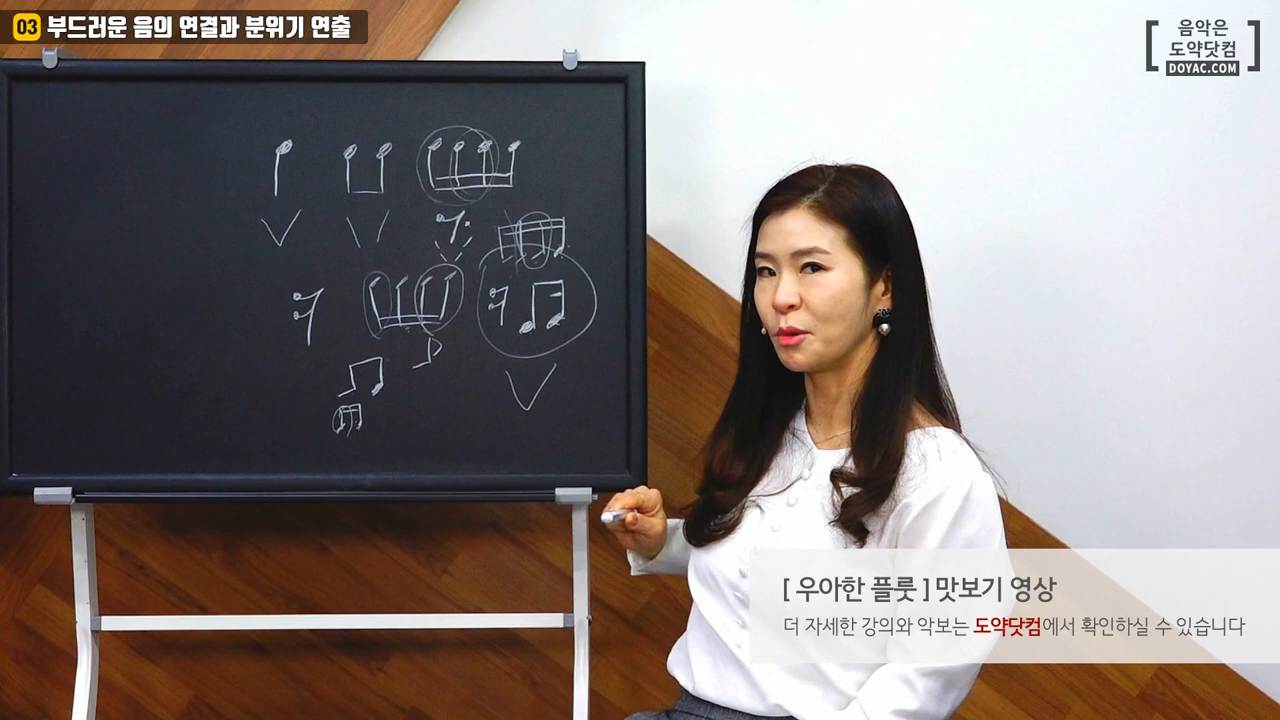 03 부드러운 음의 연결과 분위기 연출
음악은
도약닷컴
DOYAC.COM
[ 우아한 플룻 ] 맛보기 영상
더 자세한 강의와 악보는 도약닷컴에서 확인하실 수 있습니다